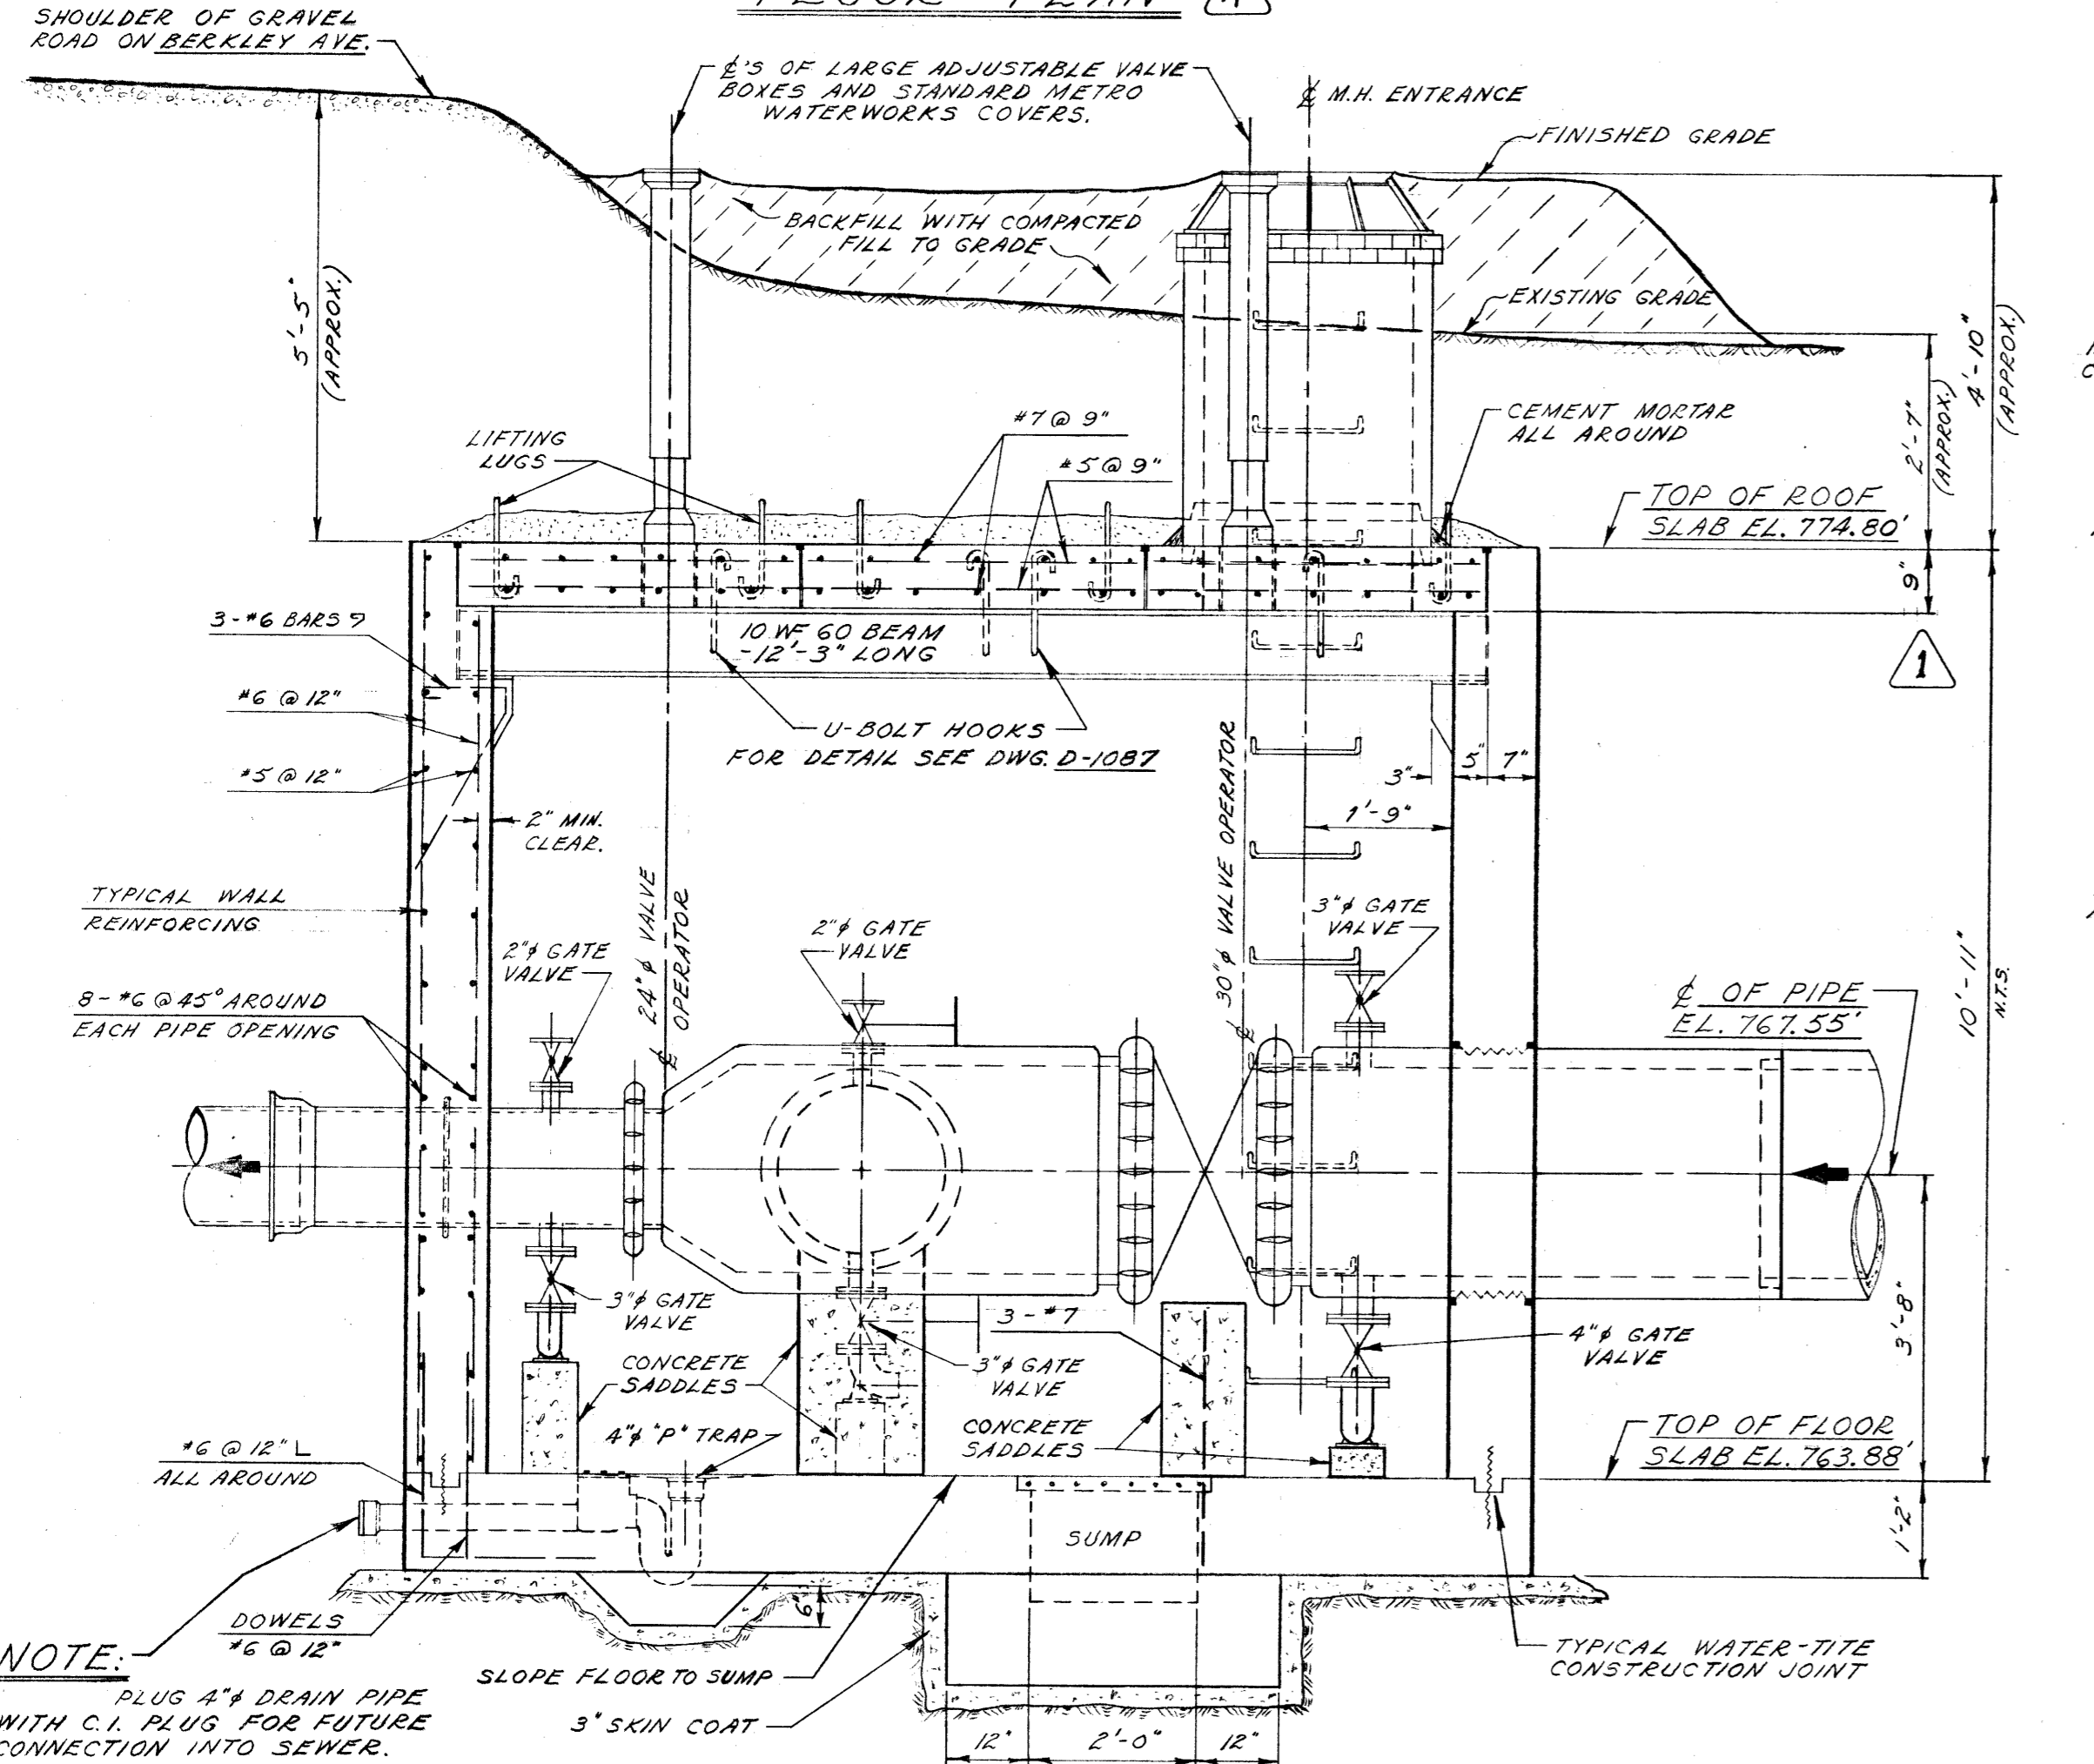 FLOOR PLAN
SHOULDER OF GRAVEL
ROAD ON BERKLEY AVE.
℄'S OF LARGE ADJUSTABLE VALVE
BOXES AND STANDARD METRO
WATERWORKS COVERS.
℄ M.H. ENTRANCE
FINISHED GRADE
BACKFILL WITH COMPACTED
FILL TO GRADE
EXISTING GRADE
5'-5"
(APPROX.)
4'-10"
(APPROX.)
2'-7"
(APPROX.)
LIFTING
LUGS
#7 @ 9"
#5 @ 9"
CEMENT MORTAR
ALL AROUND
TOP OF ROOF
SLAB EL. 774.80'
9"
1
3-#6 BARS
#6 @ 12"
#5 @ 12"
10 WF 60 BEAM
-12'-3" LONG
U-BOLT HOOKS
FOR DETAIL SEE DWG. D-1087
3"
5"
7"
1'-9"
2" MIN.
CLEAR.
TYPICAL WALL
REINFORCING
8-#6 @ 45° AROUND
EACH PIPE OPENING
2"φ GATE
VALVE
℄ 24"φ VALVE
OPERATOR
2"φ GATE
VALVE
℄ 30"φ VALVE OPERATOR
3"φ GATE
VALVE
℄ OF PIPE
EL. 767.55'
10'-11"
N.T.S.
3'-8"
3"φ GATE
VALVE
CONCRETE
SADDLES
3"φ GATE
VALVE
3-#7
CONCRETE
SADDLES
4"φ GATE
VALVE
4"φ "P" TRAP
#6 @ 12" L
ALL AROUND
TOP OF FLOOR
SLAB EL. 763.88'
1'-2"
SUMP
6"
DOWELS
#6 @ 12"
NOTE:
PLUG 4"φ DRAIN PIPE
WITH C.I. PLUG FOR FUTURE
CONNECTION INTO SEWER.
SLOPE FLOOR TO SUMP
3" SKIN COAT
12"
2'-0"
12"
TYPICAL WATER-TITE
CONSTRUCTION JOINT